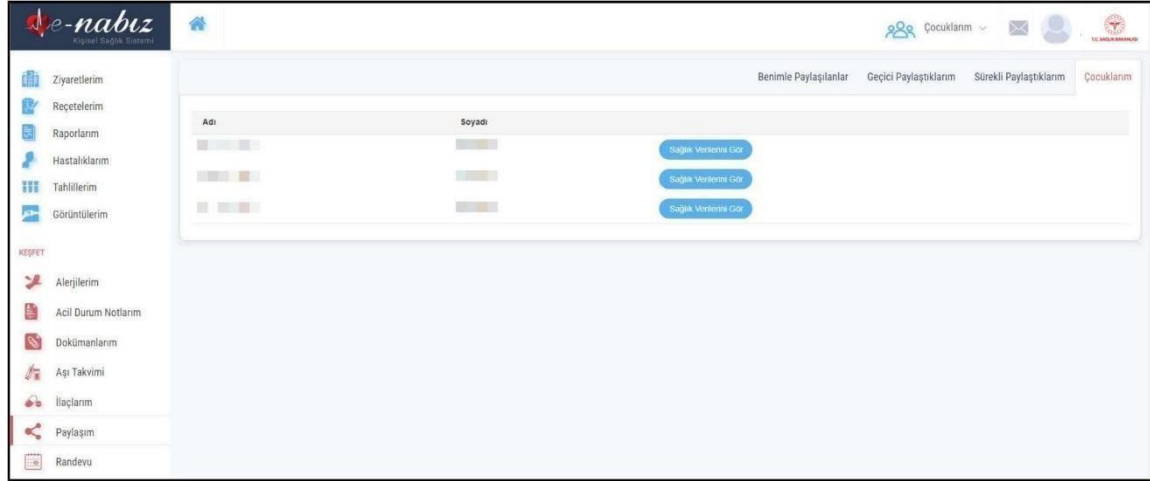 e-nabız
Kişisel Sağlık Sistemi
Çocuklarım
T.C. SAĞLIK BAKANLIĞI
Ziyaretlerim
Reçetelerim
Raporlarım
Hastalıklarım
Tahlillerim
Görüntülerim
KEŞFET
Alerjilerim
Acil Durum Notlarım
Dokümanlarım
Aşı Takvimi
İlaçlarım
Paylaşım
Randevu
Benimle Paylaşılanlar Geçici Paylaştıklarım Sürekli Paylaştıklarım Çocuklarım
Adı Soyadı
Sağlık Verilerini Gör
Sağlık Verilerini Gör
Sağlık Verilerini Gör